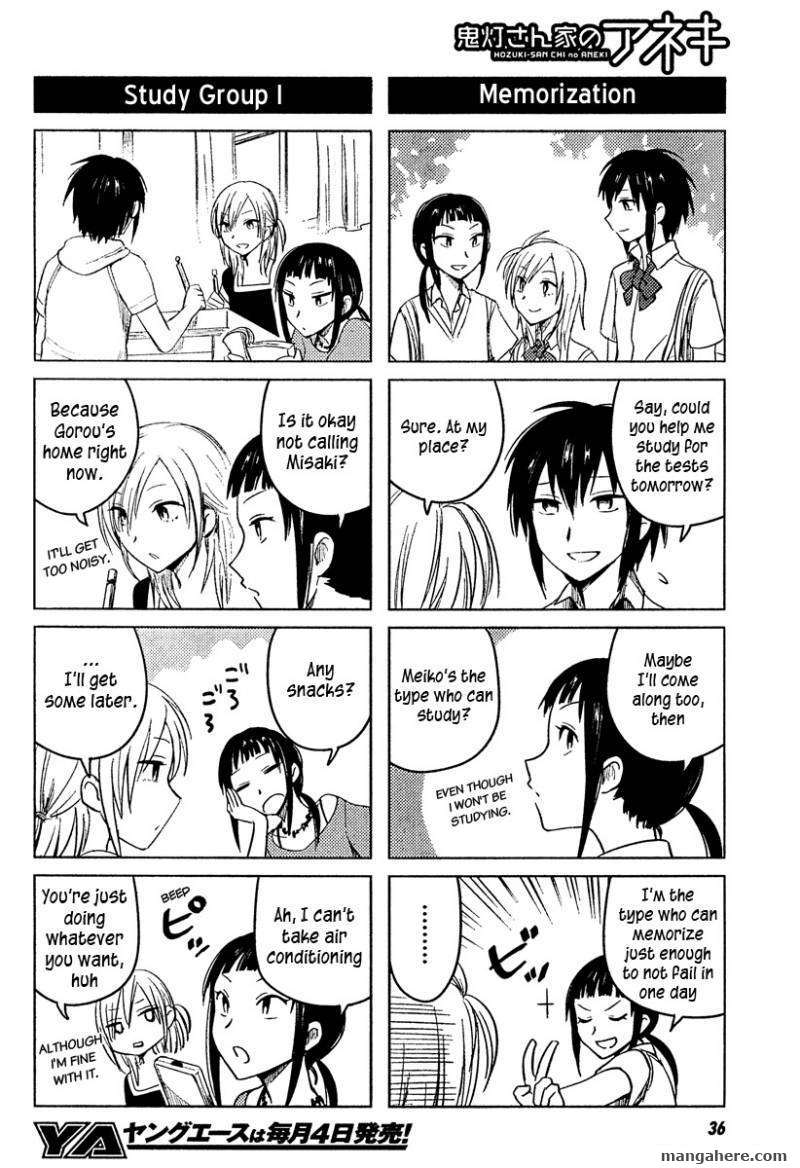 鬼灯さん家のアネキ
HOZUKI-SAN CHI no ANEKI
Memorization
Say, could
you help me
study for
the tests
tomorrow?
Sure. At my
place?
Maybe
I'll come
along too,
then
Meiko's the
type who can
study?
EVEN THOUGH
I WON'T BE
STUDYING.
I'm the
type who can
memorize
just enough
to not fail in
one day
ビッ
.........
Study Group 1
Is it okay
not calling
Misaki?
Because
Gorou's
home right
now.
IT'LL GET
TOO NOISY.
Any
snacks?
ごろ
ごろ
...
I'll get
some later.
Ah, I can't
take air
conditioning
BEEP
ピッ
You're just
doing
whatever
you want,
huh
ALTHOUGH
I'M FINE
WITH IT.
YA ヤングエースは毎月4日発売!
36
mangahere.com